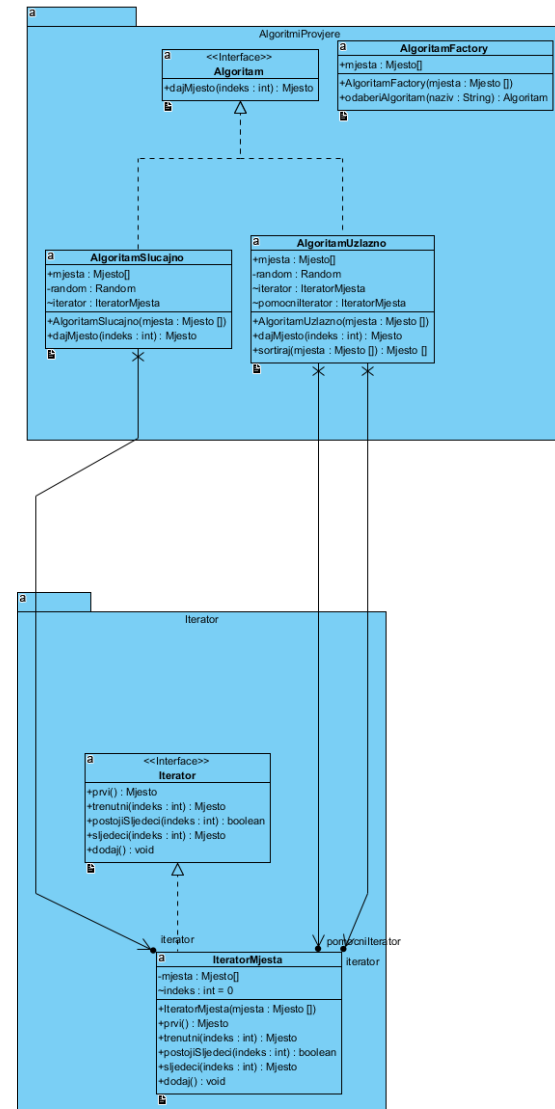 a
AlgoritmiProvjere
a
<<Interface>>
Algoritam
+dajMjesto(indeks : int) : Mjesto
a
AlgoritamFactory
+mjesta : Mjesto[]
+AlgoritamFactory(mjesta : Mjesto [])
+odaberiAlgoritam(naziv : String) : Algoritam
a
AlgoritamSlucajno
+mjesta : Mjesto[]
-random : Random
~iterator : IteratorMjesta
+AlgoritamSlucajno(mjesta : Mjesto [])
+dajMjesto(indeks : int) : Mjesto
a
AlgoritamUzlazno
+mjesta : Mjesto[]
-random : Random
~iterator : IteratorMjesta
~pomocniIterator : IteratorMjesta
+AlgoritamUzlazno(mjesta : Mjesto [])
+dajMjesto(indeks : int) : Mjesto
+sortiraj(mjesta : Mjesto []) : Mjesto []
a
Iterator
a
<<Interface>>
Iterator
+prvi() : Mjesto
+trenutni(indeks : int) : Mjesto
+postojiSljedeci(indeks : int) : boolean
+sljedeci(indeks : int) : Mjesto
+dodaj() : void
iterator
pomocniIterator
iterator
a
IteratorMjesta
-mjesta : Mjesto[]
~indeks : int = 0
+IteratorMjesta(mjesta : Mjesto [])
+prvi() : Mjesto
+trenutni(indeks : int) : Mjesto
+postojiSljedeci(indeks : int) : boolean
+sljedeci(indeks : int) : Mjesto
+dodaj() : void